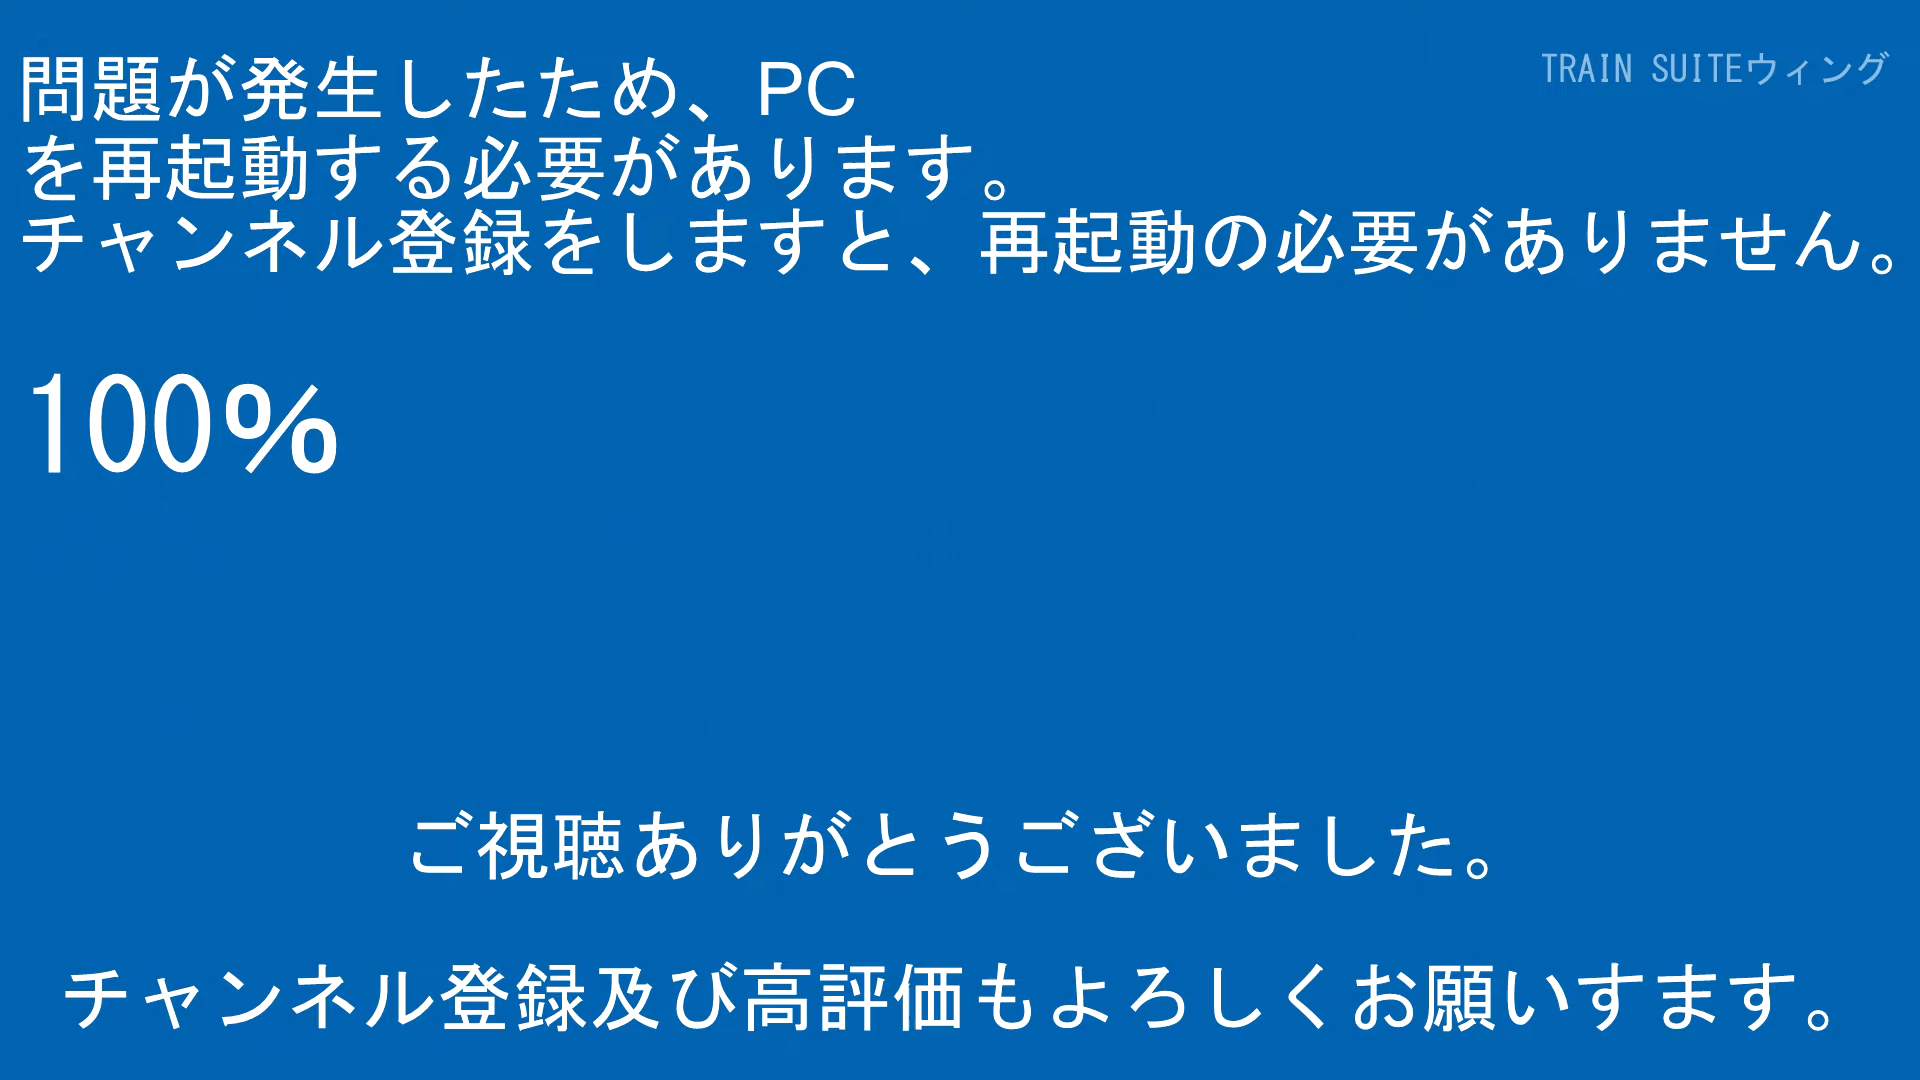 問題が発生したため、PC
を再起動する必要があります。
チャンネル登録をしますと、再起動の必要がありません。
TRAIN SUITEウィング
100%
ご視聴ありがとうございました。
チャンネル登録及び高評価もよろしくお願いすます。